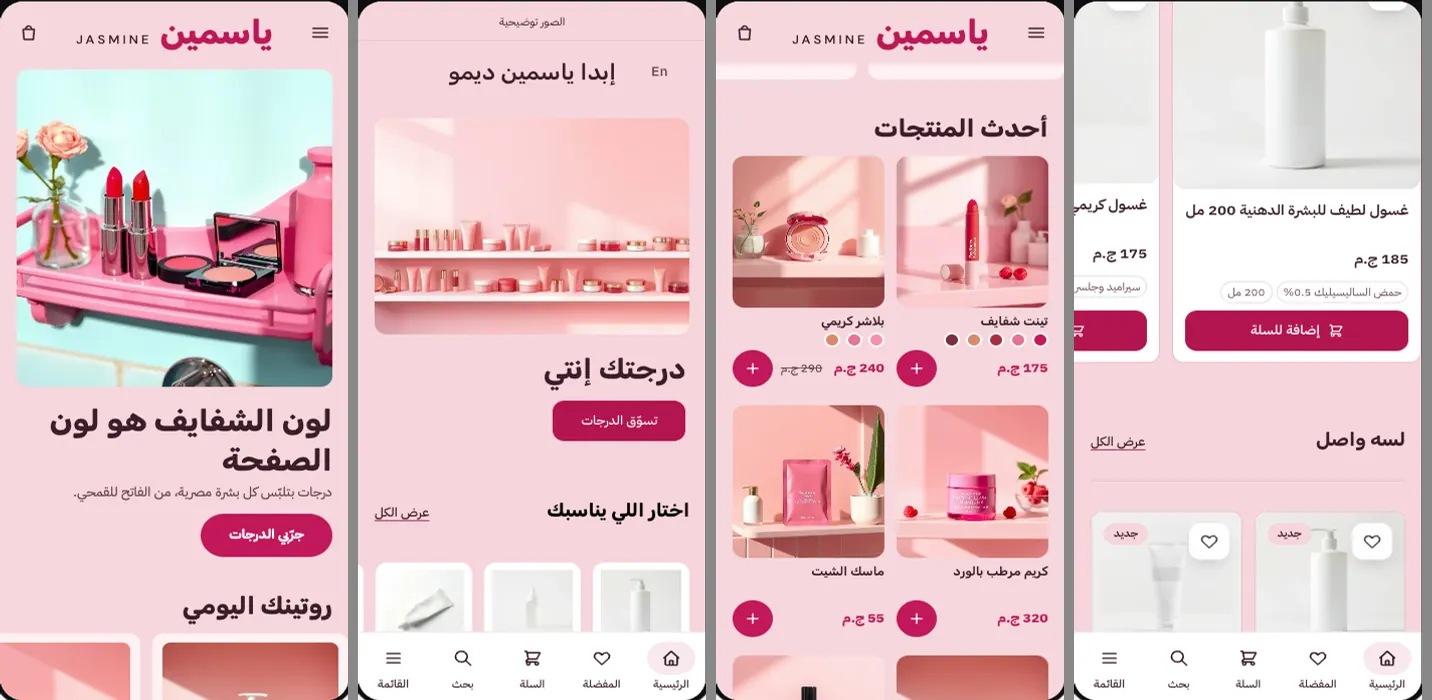 ياسمين JASMINE
لون الشفايف هو لون
الصفحة
درجات بتلبّس كل بشرة مصرية، من الفاتح للقمحي.
جرّبي الدرجات
روتينك اليومي
الصور توضيحية
إبدا ياسمين ديمو
En
درجتك إنتي
تسوّق الدرجات
اختار اللي يناسبك
عرض الكل
الرئيسية
المفضلة
السلة
بحث
القائمة
ياسمين JASMINE
أحدث المنتجات
تينت شفايف
175 ج.م
بلاشر كريمي
240 ج.م 290 ج.م
كريم مرطب بالورد
320 ج.م
ماسك الشيت
55 ج.م
غسول لطيف للبشرة الدهنية 200 مل
185 ج.م
حمض الساليسيليك 0.5%
200 مل
إضافة للسلة
غسول كريمي
175 ج.م
سيراميد وجلسر
لسه واصل
عرض الكل
جديد
جديد
الرئيسية
المفضلة
السلة
بحث
القائمة